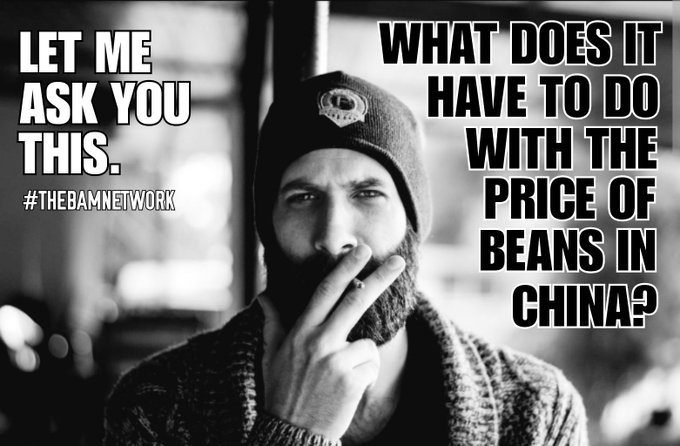 LET ME
ASK YOU
THIS.
#THEBAMNETWORK
WHAT DOES IT
HAVE TO DO
WITH THE
PRICE OF
BEANS IN
CHINA?